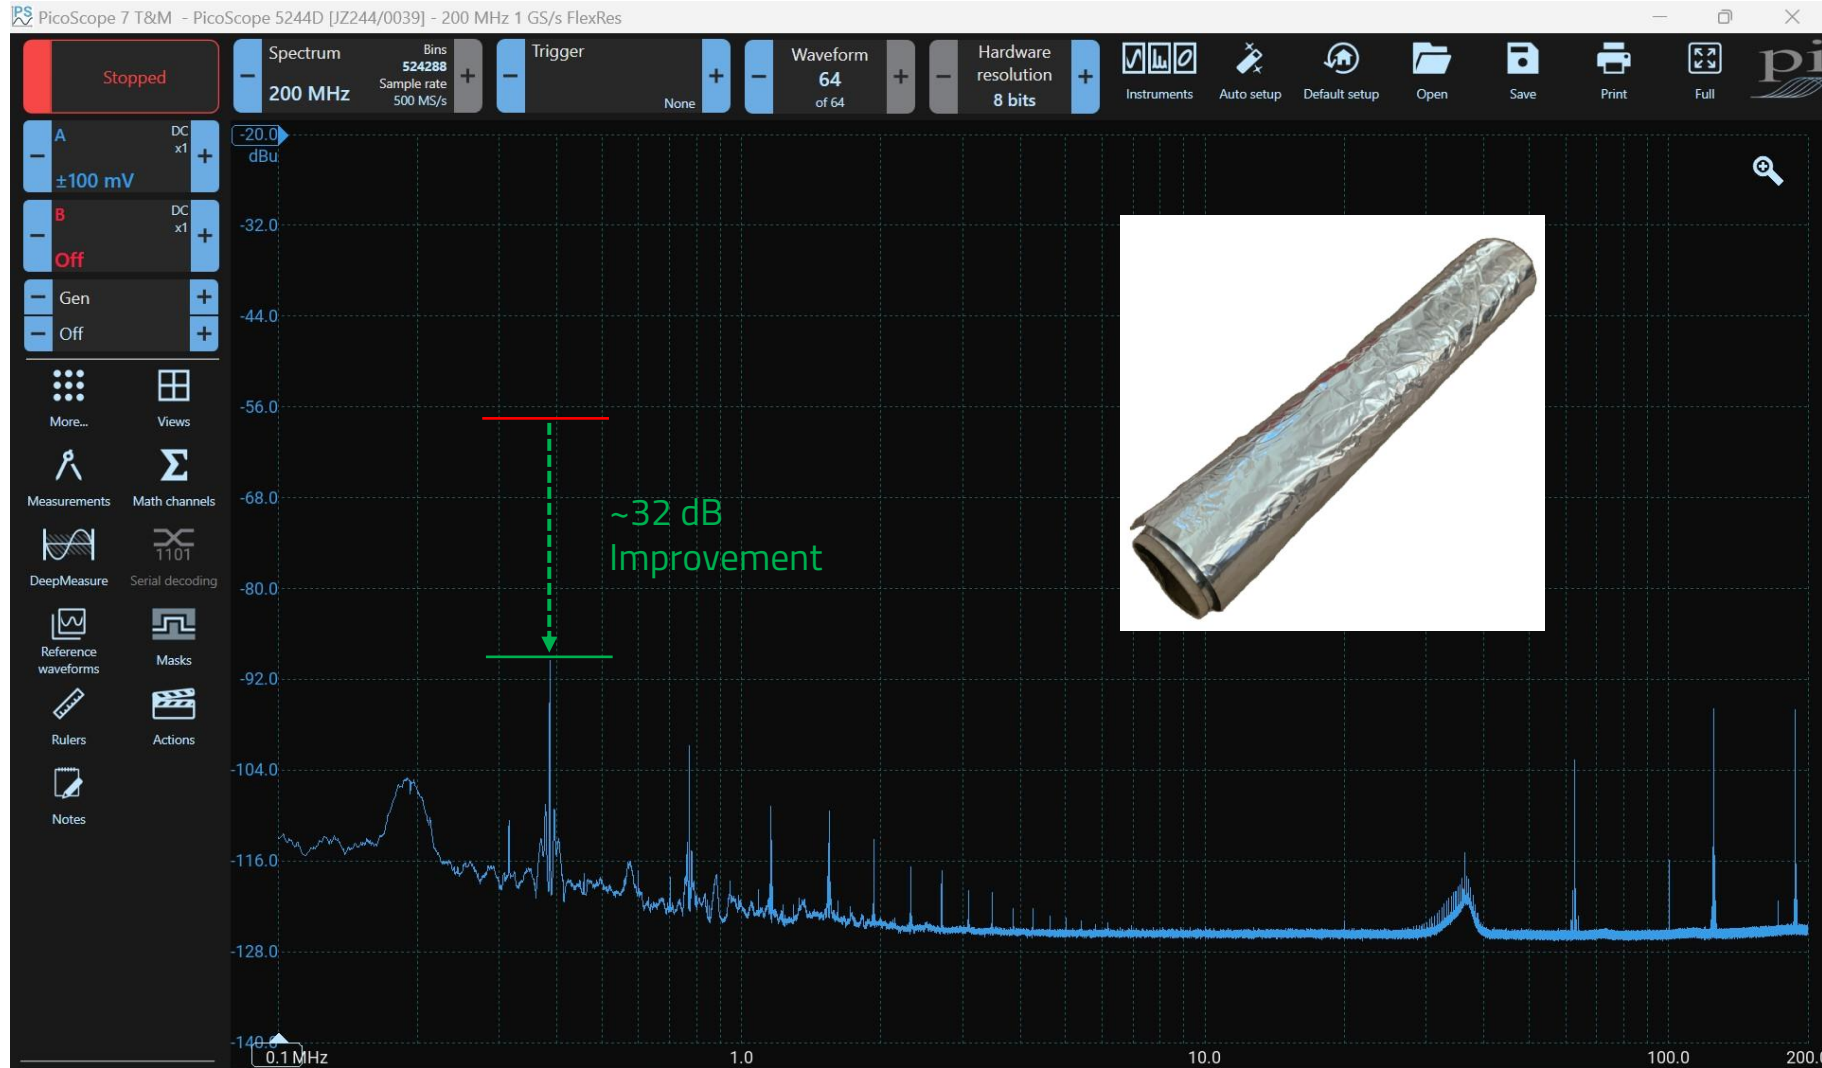 PicoScope 7 T&M - PicoScope 5244D [JZ244/0039] - 200 MHz 1 GS/s FlexRes
Stopped
Spectrum
200 MHz
Bins
524288
Sample rate
500 MS/s
Trigger
None
Waveform
64
of 64
Hardware
resolution
8 bits
Instruments
Auto setup
Default setup
Open
Save
Print
Full
pi
A
DC
x1
±100 mV
B
DC
x1
Off
Gen
Off
More...
Views
Measurements
Math channels
DeepMeasure
1101
Serial decoding
Reference
waveforms
Masks
Rulers
Actions
Notes
-20.0
dBu
-32.0
-44.0
-56.0
-68.0
-80.0
-92.0
-104.0
-116.0
-128.0
-140.0
~32 dB
Improvement
0.1 MHz
1.0
10.0
100.0
200.